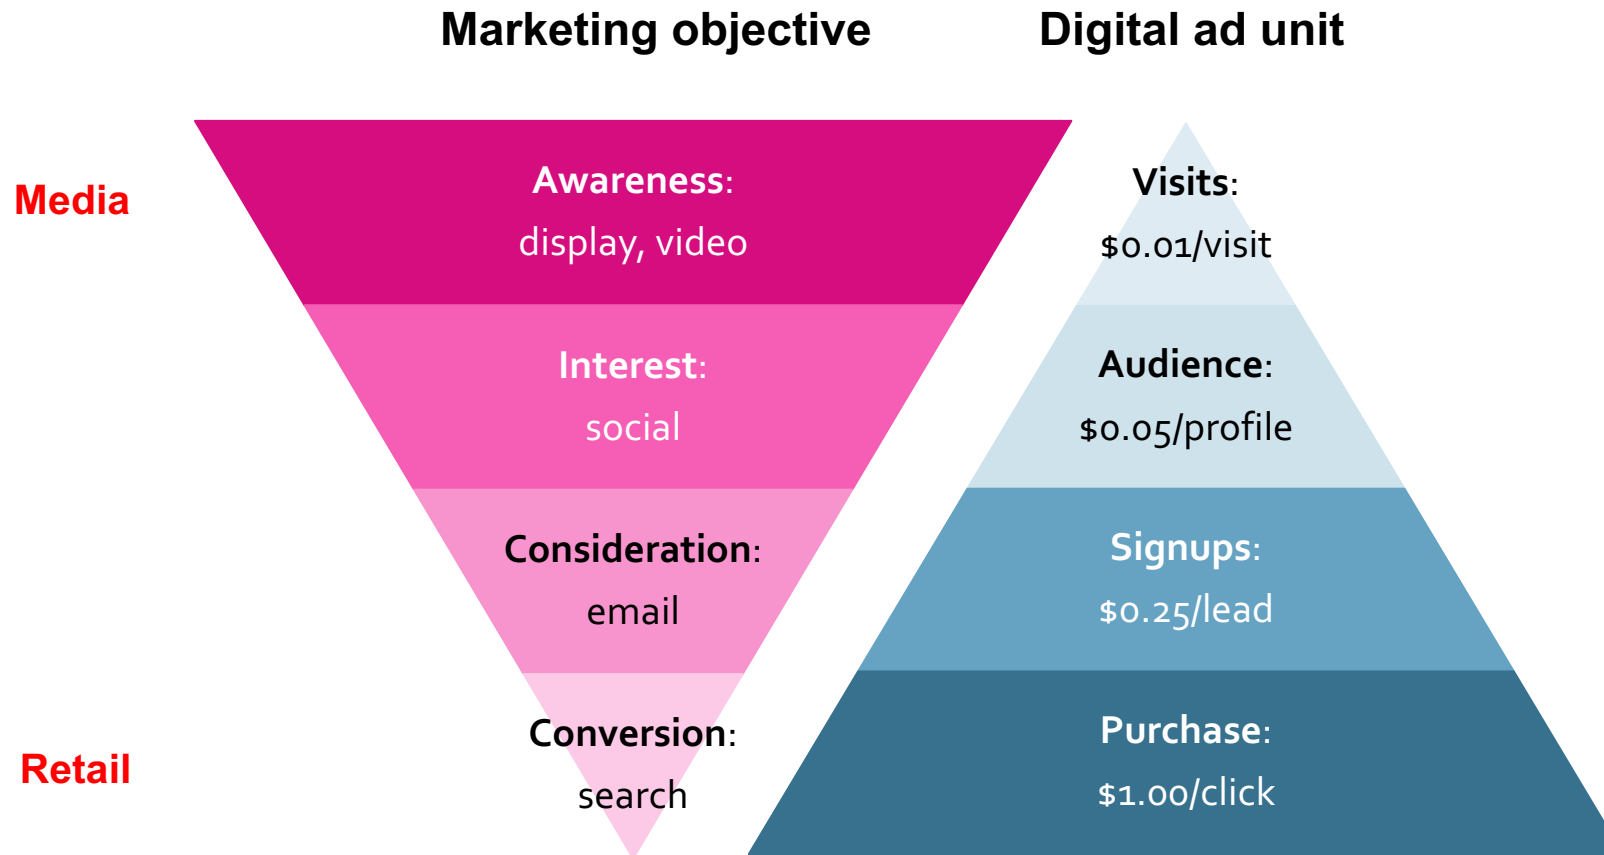 Marketing objective
Digital ad unit
Media
Awareness:
display, video
Visits:
$0.01/visit
Interest:
social
Audience:
$0.05/profile
Consideration:
email
Signups:
$0.25/lead
Retail
Conversion:
search
Purchase:
$1.00/click